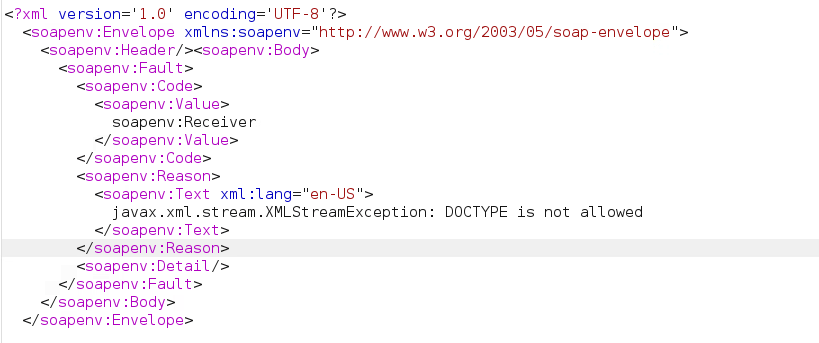 <?xml version='1.0' encoding='UTF-8'?>
<soapenv:Envelope xmlns:soapenv="http://www.w3.org/2003/05/soap-envelope">
<soapenv:Header/><soapenv:Body>
<soapenv:Fault>
<soapenv:Code>
<soapenv:Value>
soapenv:Receiver
</soapenv:Value>
</soapenv:Code>
<soapenv:Reason>
<soapenv:Text xml:lang="en-US">
javax.xml.stream.XMLStreamException: DOCTYPE is not allowed
</soapenv:Text>
</soapenv:Reason>
<soapenv:Detail/>
</soapenv:Fault>
</soapenv:Body>
</soapenv:Envelope>